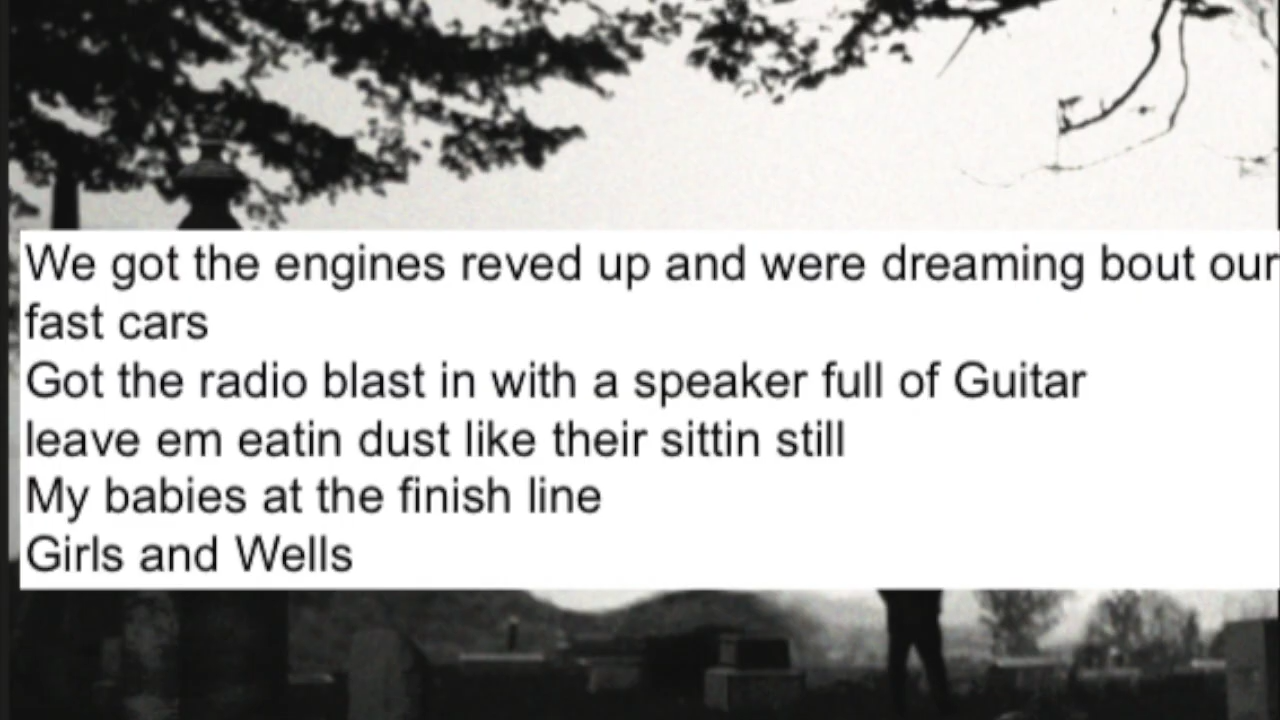 We got the engines reved up and were dreaming bout our
fast cars
Got the radio blast in with a speaker full of Guitar
leave em eatin dust like their sittin still
My babies at the finish line
Girls and Wells